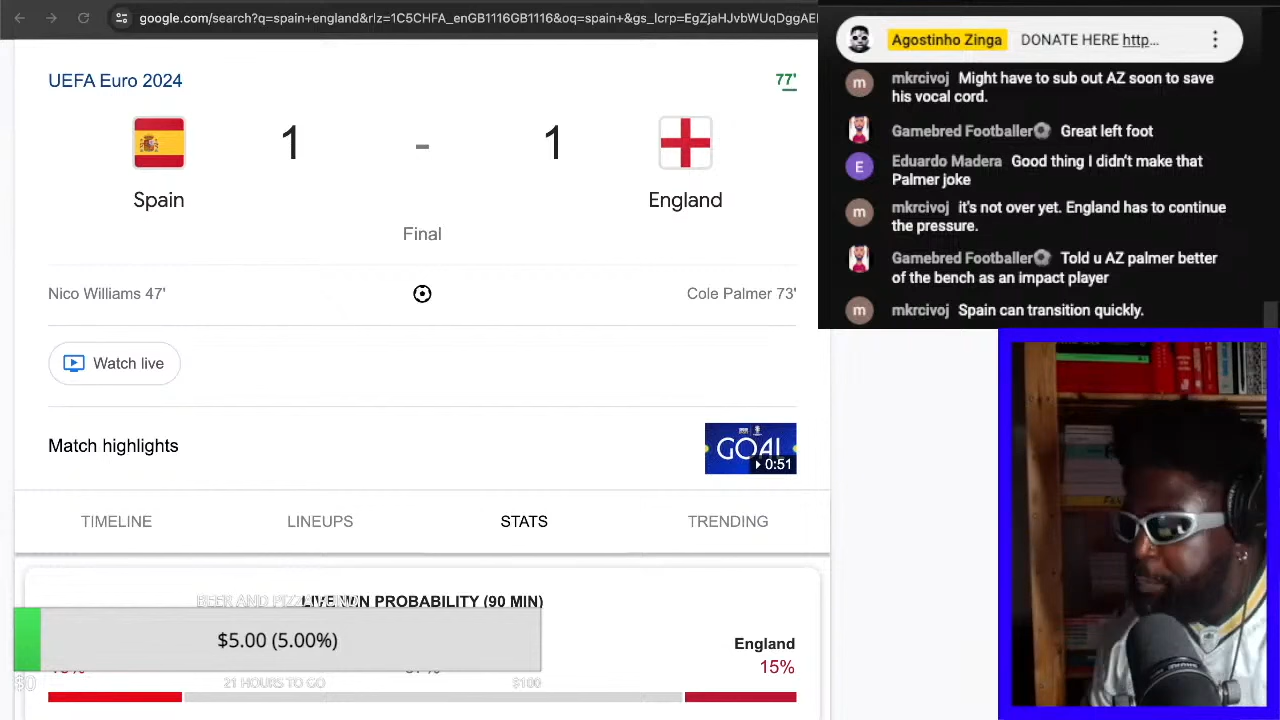 google.com/search?q=spain+england&rlz=1C5CHFA_enGB1116GB1116&oq=spain+&gs_lcrp=EgZjaHJvbWUqDggAE
UEFA Euro 2024
77'
1 - 1
Spain
England
Final
Nico Williams 47'
Cole Palmer 73'
Watch live
Match highlights
GOAL
0:51
TIMELINE
LINEUPS
STATS
TRENDING
LIVE WIN PROBABILITY (90 MIN)
BEER AND
$5.00 (5.00%)
England
15%
$0
21 HOURS TO GO
$100
Agostinho Zinga DONATE HERE http...
m mkrcivoj Might have to sub out AZ soon to save
his vocal cord.
Gamebred Footballer Great left foot
E Eduardo Madera Good thing I didn't make that
Palmer joke
m mkrcivoj it's not over yet. England has to continue
the pressure.
Gamebred Footballer Told u AZ palmer better
of the bench as an impact player
m mkrcivoj Spain can transition quickly.